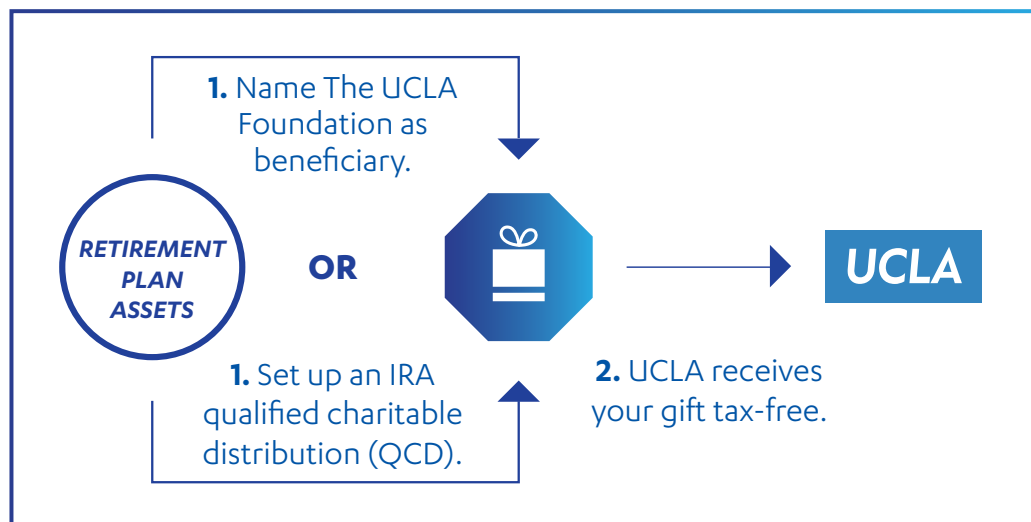 1. Name The UCLA
Foundation as
beneficiary.
RETIREMENT
PLAN
ASSETS
OR
UCLA
1. Set up an IRA
qualified charitable
distribution (QCD).
2. UCLA receives
your gift tax-free.